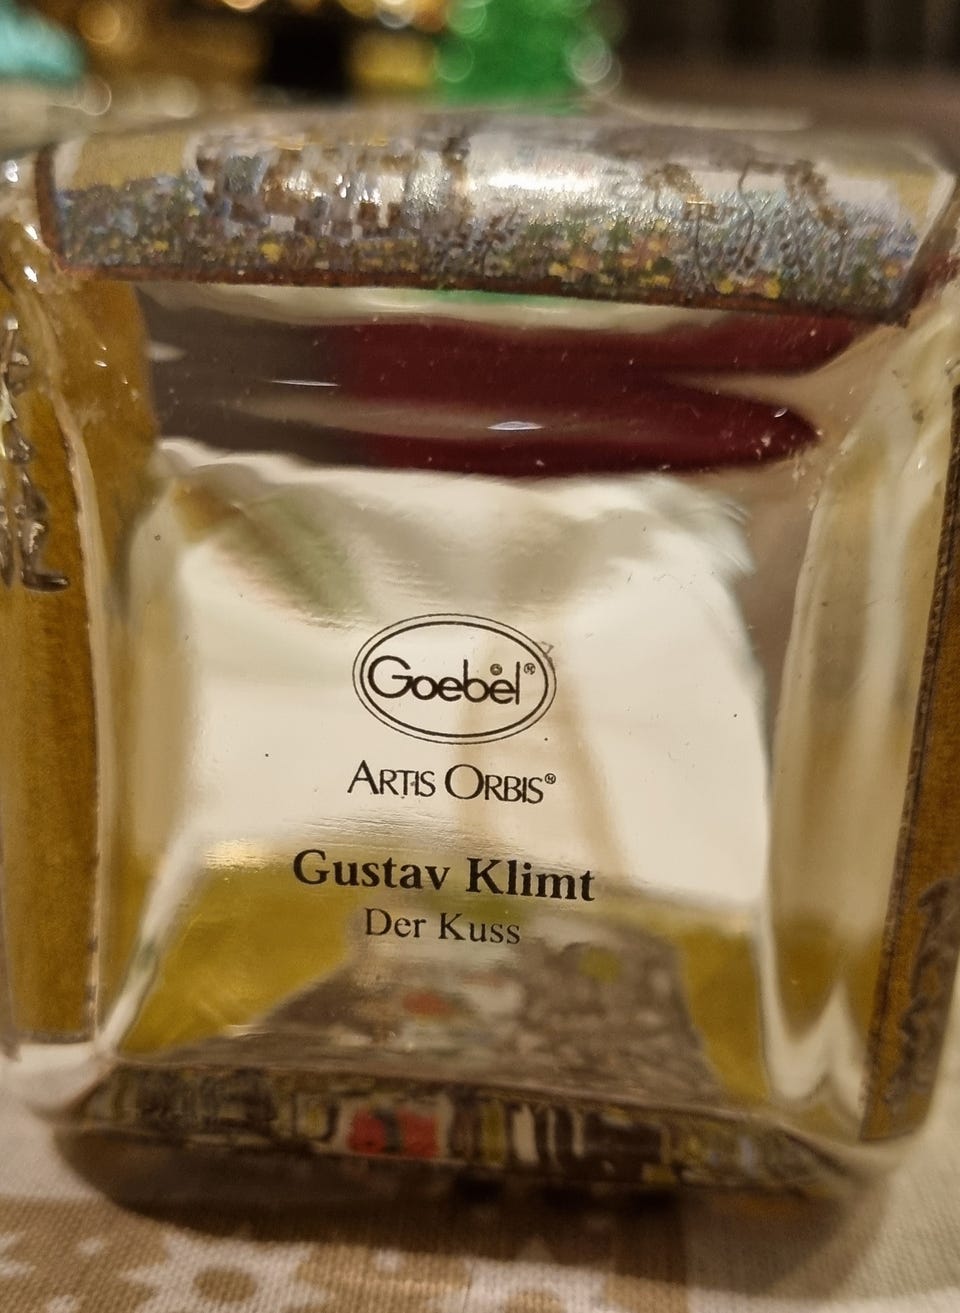 Goebel®
ARTIS ORBIS®
Gustav Klimt
Der Kuss